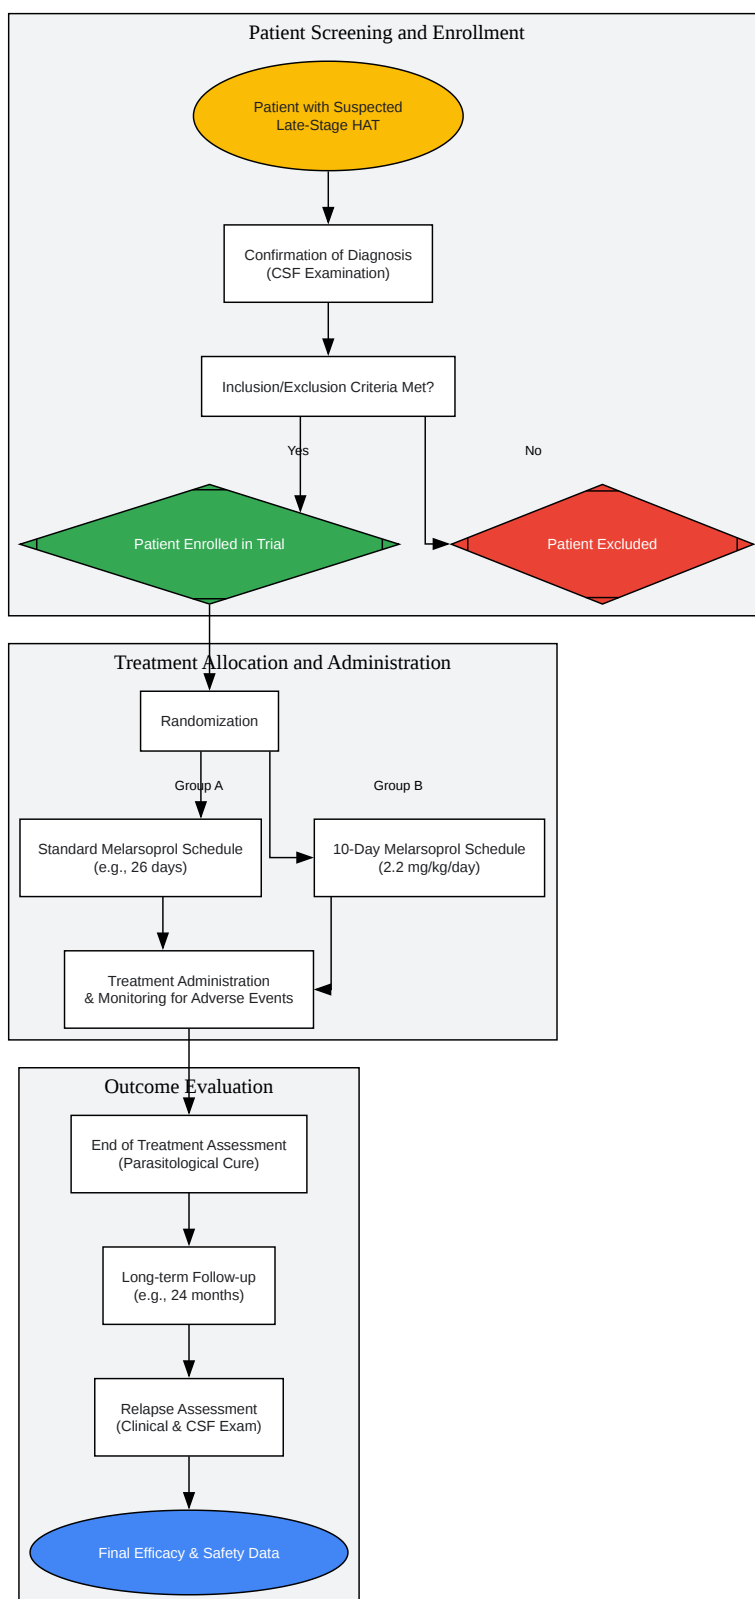 Patient Screening and Enrollment
Patient with Suspected
Late-Stage HAT
Confirmation of Diagnosis
(CSF Examination)
Inclusion/Exclusion Criteria Met?
Yes
No
Patient Enrolled in Trial
Patient Excluded
Treatment Allocation and Administration
Randomization
Group A
Group B
Standard Melarsoprol Schedule
(e.g., 26 days)
10-Day Melarsoprol Schedule
(2.2 mg/kg/day)
Treatment Administration
& Monitoring for Adverse Events
Outcome Evaluation
End of Treatment Assessment
(Parasitological Cure)
Long-term Follow-up
(e.g., 24 months)
Relapse Assessment
(Clinical & CSF Exam)
Final Efficacy & Safety Data